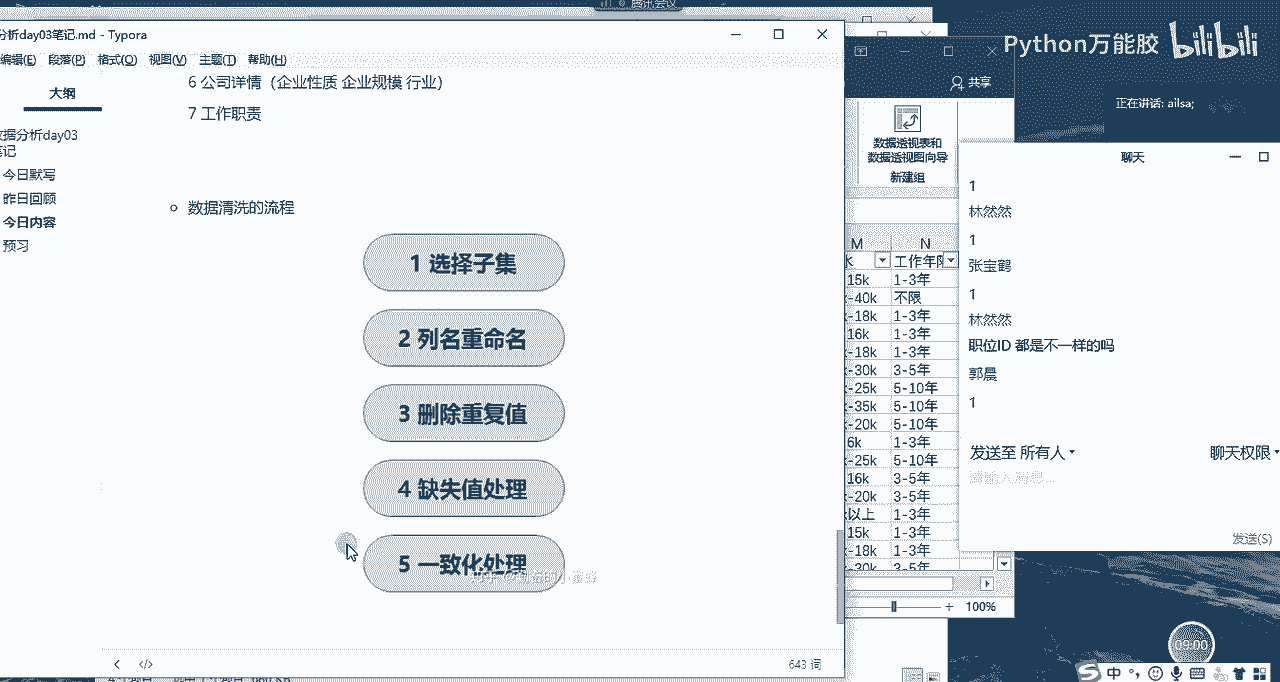 腾讯会议
分析day03笔记.md - Typora
编辑(E) 段落(P) 格式(O) 视图(V) 主题(T) 帮助(H)
大纲
数据分析day03
笔记
今日默写
昨日回顾
今日内容
预习
6 公司详情（企业性质 企业规模 行业）
7 工作职责
数据清洗的流程
1 选择子集
2 列名重命名
3 删除重复值
4 缺失值处理
5 一致化处理
643 词
共享
数据透视表和
数据透视图向导
新建组
M N
工作年限
15k 1-3年
-40k 不限
-18k 1-3年
16k 1-3年
-18k 1-3年
-30k 3-5年
-25k 5-10年
-35k 5-10年
-20k 5-10年
6k 1-3年
-25k 5-10年
16k 3-5年
-20k 3-5年
以上 1-3年
15k 1-3年
-18k 1-3年
-30k 3-5年
100%
Python万能胶 bilibili
正在讲话: ailsa;
聊天
1
林然然
1
张宝鹤
1
林然然
职位ID 都是不一样的吗
郭晨
1
发送至 所有人
聊天权限
请输入消息...
发送(S)
09:00
中